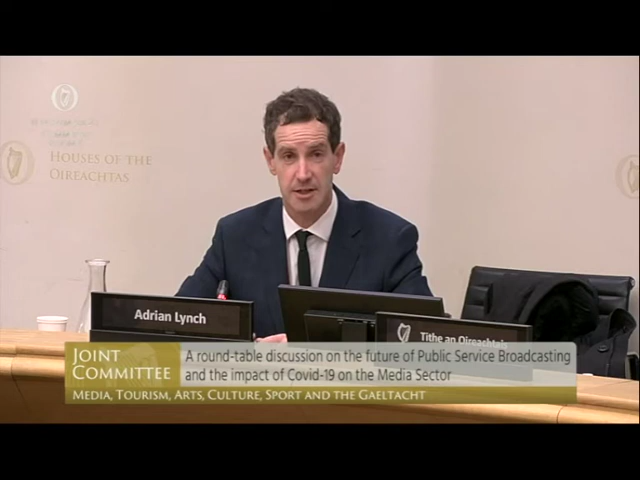 HOUSES OF THE
OIREACHTAS
Adrian Lynch
Tithe an Oireachtais
JOINT
COMMITTEE
A round-table discussion on the future of Public Service Broadcasting
and the impact of Covid-19 on the Media Sector
MEDIA, TOURISM, ARTS, CULTURE, SPORT AND THE GAELTACHT